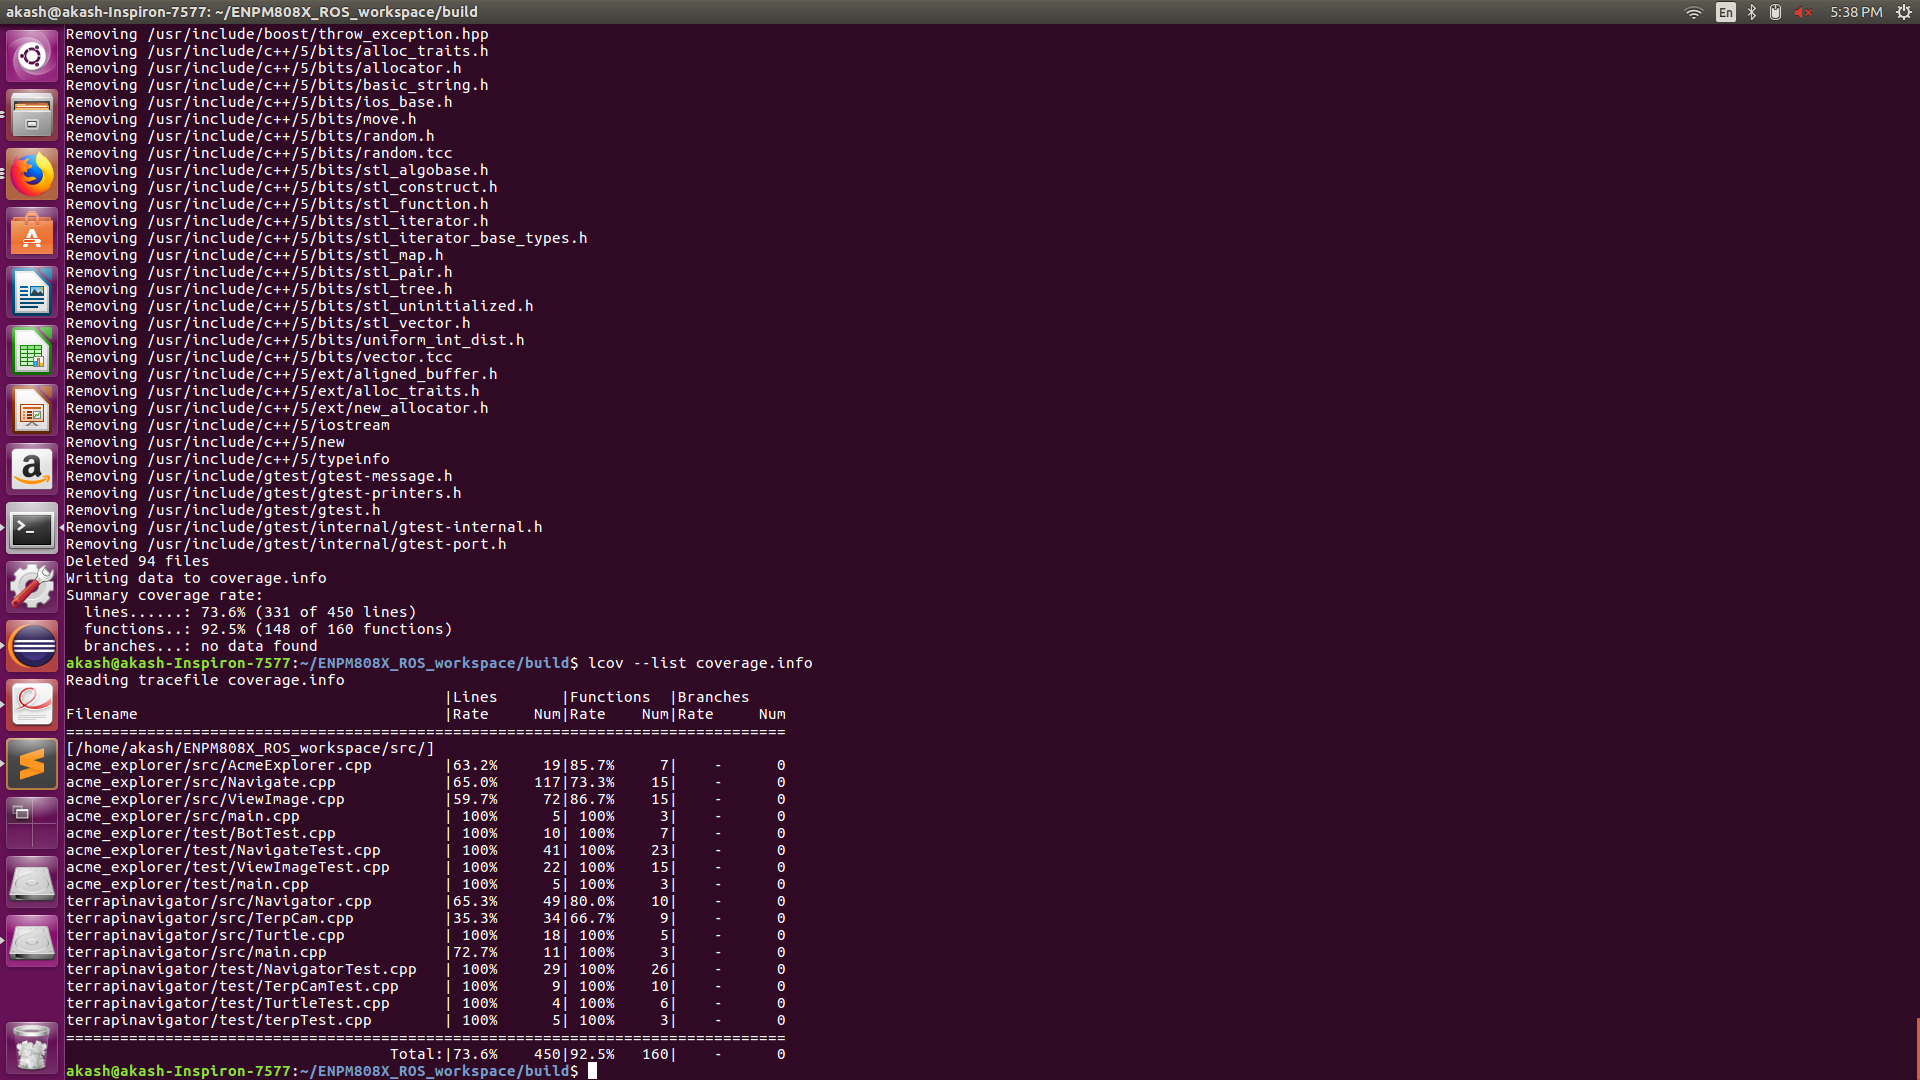 akash@akash-Inspiron-7577: ~/ENPM808X_ROS_workspace/build
En
5:38 PM
Removing /usr/include/boost/throw_exception.hpp
Removing /usr/include/c++/5/bits/alloc_traits.h
Removing /usr/include/c++/5/bits/allocator.h
Removing /usr/include/c++/5/bits/basic_string.h
Removing /usr/include/c++/5/bits/ios_base.h
Removing /usr/include/c++/5/bits/move.h
Removing /usr/include/c++/5/bits/random.h
Removing /usr/include/c++/5/bits/random.tcc
Removing /usr/include/c++/5/bits/stl_algobase.h
Removing /usr/include/c++/5/bits/stl_construct.h
Removing /usr/include/c++/5/bits/stl_function.h
Removing /usr/include/c++/5/bits/stl_iterator.h
Removing /usr/include/c++/5/bits/stl_iterator_base_types.h
Removing /usr/include/c++/5/bits/stl_map.h
Removing /usr/include/c++/5/bits/stl_pair.h
Removing /usr/include/c++/5/bits/stl_tree.h
Removing /usr/include/c++/5/bits/stl_uninitialized.h
Removing /usr/include/c++/5/bits/stl_vector.h
Removing /usr/include/c++/5/bits/uniform_int_dist.h
Removing /usr/include/c++/5/bits/vector.tcc
Removing /usr/include/c++/5/ext/aligned_buffer.h
Removing /usr/include/c++/5/ext/alloc_traits.h
Removing /usr/include/c++/5/ext/new_allocator.h
Removing /usr/include/c++/5/iostream
Removing /usr/include/c++/5/new
Removing /usr/include/c++/5/typeinfo
Removing /usr/include/gtest/gtest-message.h
Removing /usr/include/gtest/gtest-printers.h
Removing /usr/include/gtest/gtest.h
Removing /usr/include/gtest/internal/gtest-internal.h
Removing /usr/include/gtest/internal/gtest-port.h
Deleted 94 files
Writing data to coverage.info
Summary coverage rate:
  lines......: 73.6% (331 of 450 lines)
  functions..: 92.5% (148 of 160 functions)
  branches...: no data found
akash@akash-Inspiron-7577:~/ENPM808X_ROS_workspace/build$ lcov --list coverage.info
Reading tracefile coverage.info
                                          |Lines       |Functions  |Branches
Filename                                  |Rate     Num|Rate    Num|Rate     Num
================================================================================
[/home/akash/ENPM808X_ROS_workspace/src/]
acme_explorer/src/AcmeExplorer.cpp        |63.2%     19|85.7%     7|    -      0
acme_explorer/src/Navigate.cpp            |65.0%    117|73.3%    15|    -      0
acme_explorer/src/ViewImage.cpp           |59.7%     72|86.7%    15|    -      0
acme_explorer/src/main.cpp                | 100%      5| 100%     3|    -      0
acme_explorer/test/BotTest.cpp            | 100%     10| 100%     7|    -      0
acme_explorer/test/NavigateTest.cpp       | 100%     41| 100%    23|    -      0
acme_explorer/test/ViewImageTest.cpp      | 100%     22| 100%    15|    -      0
acme_explorer/test/main.cpp               | 100%      5| 100%     3|    -      0
terrapinavigator/src/Navigator.cpp        |65.3%     49|80.0%    10|    -      0
terrapinavigator/src/TerpCam.cpp          |35.3%     34|66.7%     9|    -      0
terrapinavigator/src/Turtle.cpp           | 100%     18| 100%     5|    -      0
terrapinavigator/src/main.cpp             |72.7%     11| 100%     3|    -      0
terrapinavigator/test/NavigatorTest.cpp   | 100%     29| 100%    26|    -      0
terrapinavigator/test/TerpCamTest.cpp     | 100%      9| 100%    10|    -      0
terrapinavigator/test/TurtleTest.cpp      | 100%      4| 100%     6|    -      0
terrapinavigator/test/terpTest.cpp        | 100%      5| 100%     3|    -      0
================================================================================
                                    Total:|73.6%    450|92.5%   160|    -      0
akash@akash-Inspiron-7577:~/ENPM808X_ROS_workspace/build$